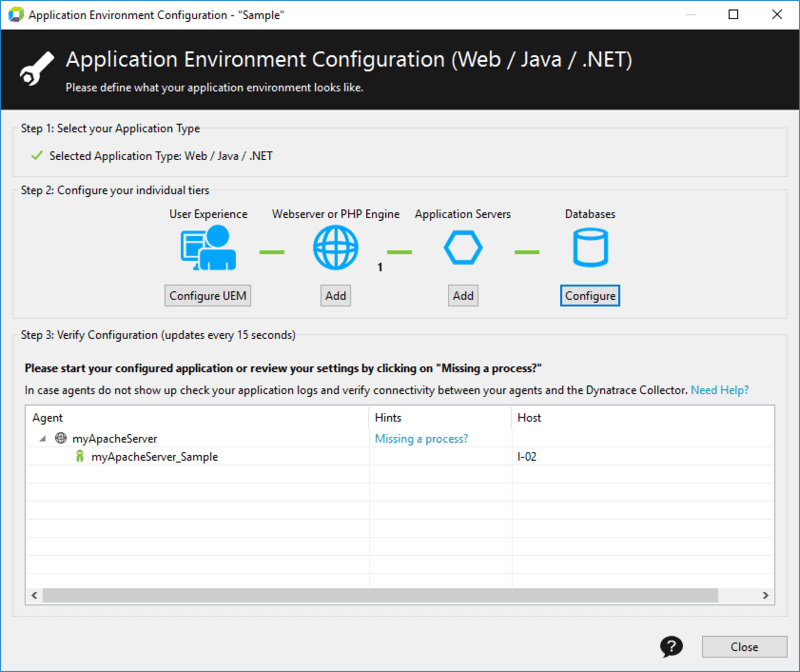 Application Environment Configuration - "Sample"
Application Environment Configuration (Web / Java / .NET)
Please define what your application environment looks like.
Step 1: Select your Application Type
Selected Application Type: Web / Java / .NET
Step 2: Configure your individual tiers
User Experience Webserver or PHP Engine Application Servers Databases
1
Configure UEM Add Add Configure
Step 3: Verify Configuration (updates every 15 seconds)
Please start your configured application or review your settings by clicking on "Missing a process?"
In case agents do not show up check your application logs and verify connectivity between your agents and the Dynatrace Collector. Need Help?
Agent Hints Host
myApacheServer Missing a process?
myApacheServer_Sample I-02
? Close